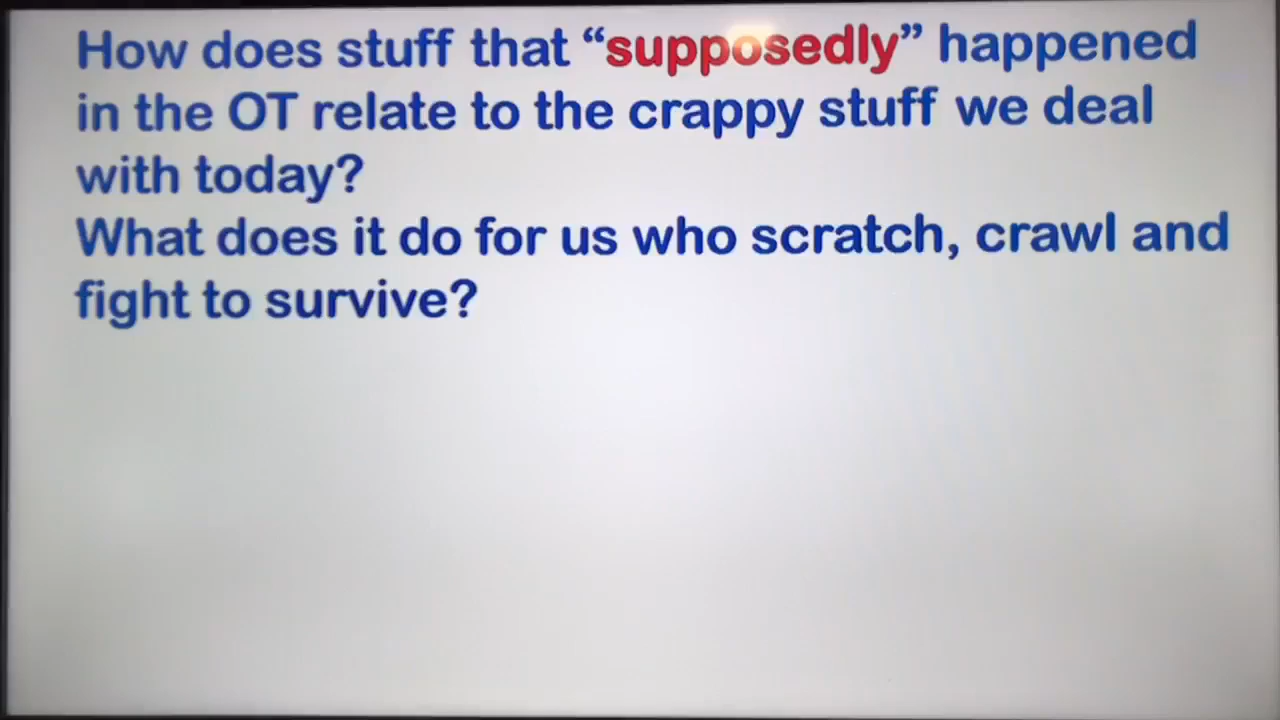 How does stuff that “supposedly” happened
in the OT relate to the crappy stuff we deal
with today?
What does it do for us who scratch, crawl and
fight to survive?